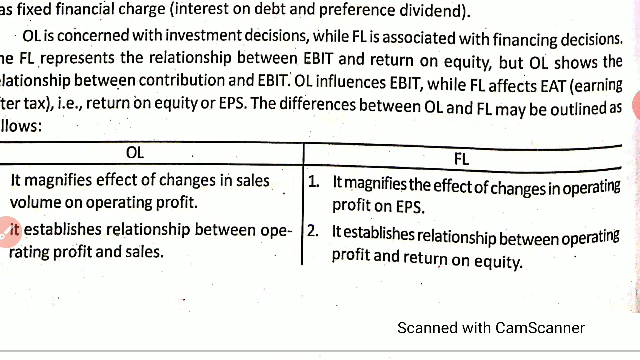 as fixed financial charge (interest on debt and preference dividend).
OL is concerned with investment decisions, while FL is associated with financing decisions.
he FL represents the relationship between EBIT and return on equity, but OL shows the
elationship between contribution and EBIT. OL influences EBIT, while FL affects EAT (earning
ter tax), i.e., return on equity or EPS. The differences between OL and FL may be outlined as
llows:
OL
FL
It magnifies effect of changes in sales
volume on operating profit.
it establishes relationship between ope-
rating profit and sales.
1. It magnifies the effect of changes in operating
profit on EPS.
2. It establishes relationship between operating
profit and return on equity.
Scanned with CamScanner